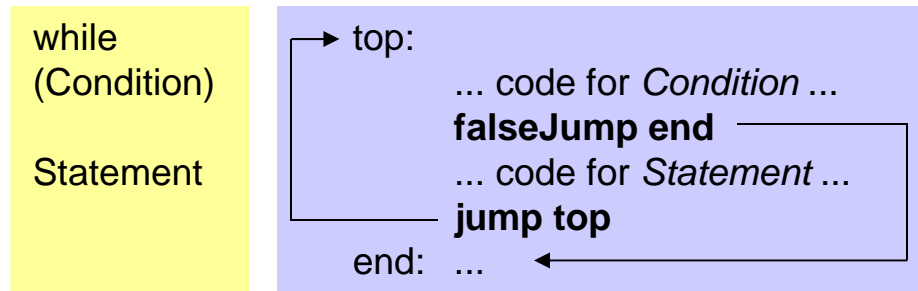 while
(Condition)
Statement
top:
... code for Condition ...
falseJump end
... code for Statement ...
jump top
end: ...